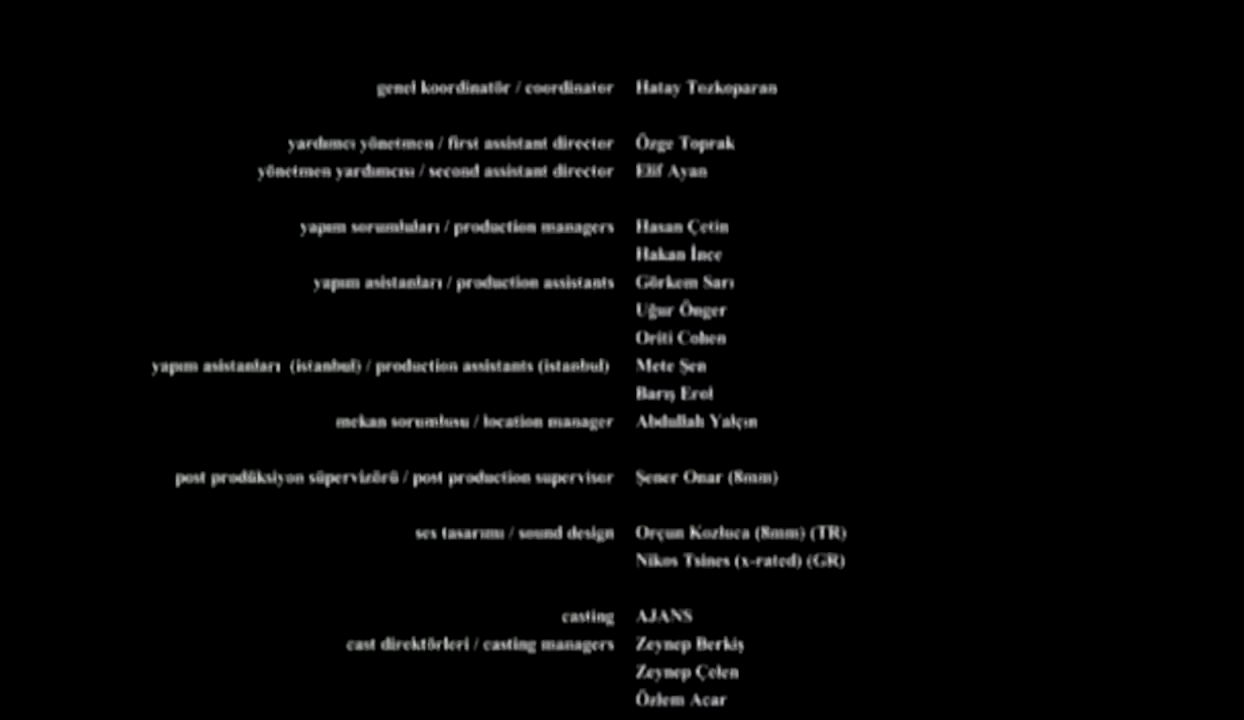 genel koordinatör / coordinator Hatay Tozkoparan
yardımcı yönetmen / first assistant director Özge Toprak
yönetmen yardımcısı / second assistant director Elif Ayan
yapım sorumluları / production managers Hasan Çetin
Hakan İnce
yapım asistanları / production assistants Görkem Sarı
Uğur Önger
Oriti Cohen
yapım asistanları (istanbul) / production assistants (istanbul) Mete Şen
Barış Erol
mekan sorumlusu / location manager Abdullah Yalçın
post prodüksiyon süpervizörü / post production supervisor Şener Onar (8mm)
ses tasarımı / sound design Orçun Kozluca (8mm) (TR)
Nikos Tsines (x-rated) (GR)
casting AJANS
cast direktörleri / casting managers Zeynep Berkiş
Zeynep Çelen
Özlem Acar